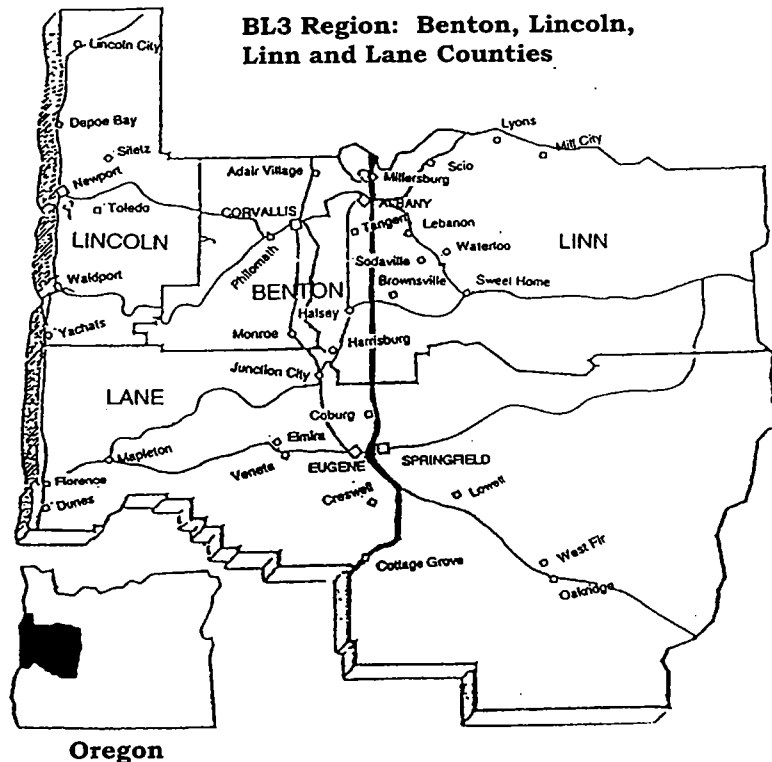 BL3 Region: Benton, Lincoln,
Linn and Lane Counties
Lincoln City
Depoe Bay
Siletz
Newport
Toledo
LINCOLN
Waldport
Yachats
Adair Village
CORVALLIS
Philomath
BENTON
Monroe
Lyons
Mill City
Scio
Millersburg
ALBANY
Tangent
Lebanon
LINN
Sodaville
Waterloo
Brownsville
Sweet Home
Halsey
Harrisburg
Junction City
LANE
Coburg
Mapleton
Elmira
Veneta
EUGENE
SPRINGFIELD
Florence
Dunes
Creswell
Lowell
West Fir
Oakridge
Cottage Grove
Oregon